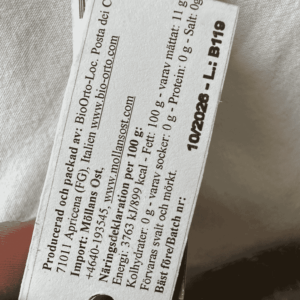 Producerad och packad av: BioOrto-Loc. Posta dei C
71011 Apricena (FG), Italien www.bio-orto.com
Import: Möllans Ost.
+4640-193545, www.mollansost.com
Näringsdeklaration per 100 g:
Energi: 3763 kJ/899 kcal - Fett: 100 g - varav mättat: 11 g
Kolhydrater: 0 g - varav socker: 0 g - Protein: 0 g - Salt: 0g
Förvaras svalt och mörkt.
Bäst före/Batch nr:
10/2026 - L.: B119